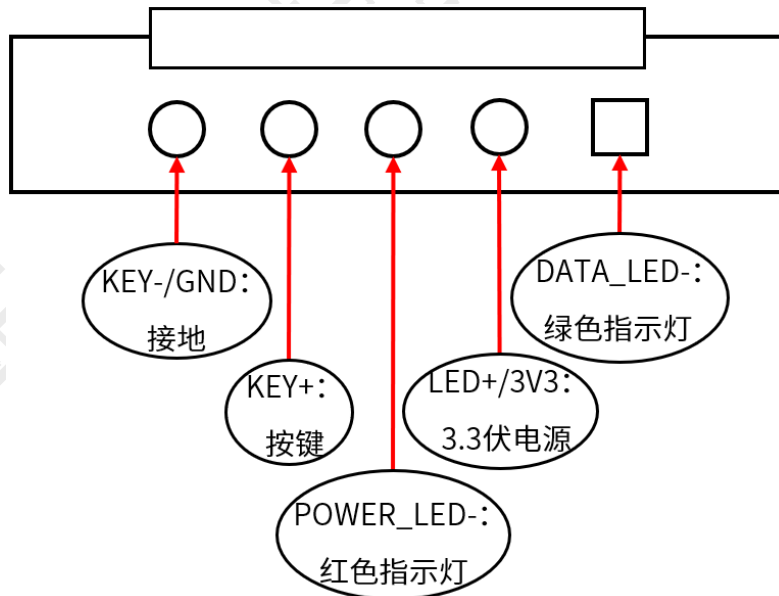 KEY-/GND：
接地
KEY+：
按键
POWER_LED-：
红色指示灯
LED+/3V3：
3.3伏电源
DATA_LED-：
绿色指示灯